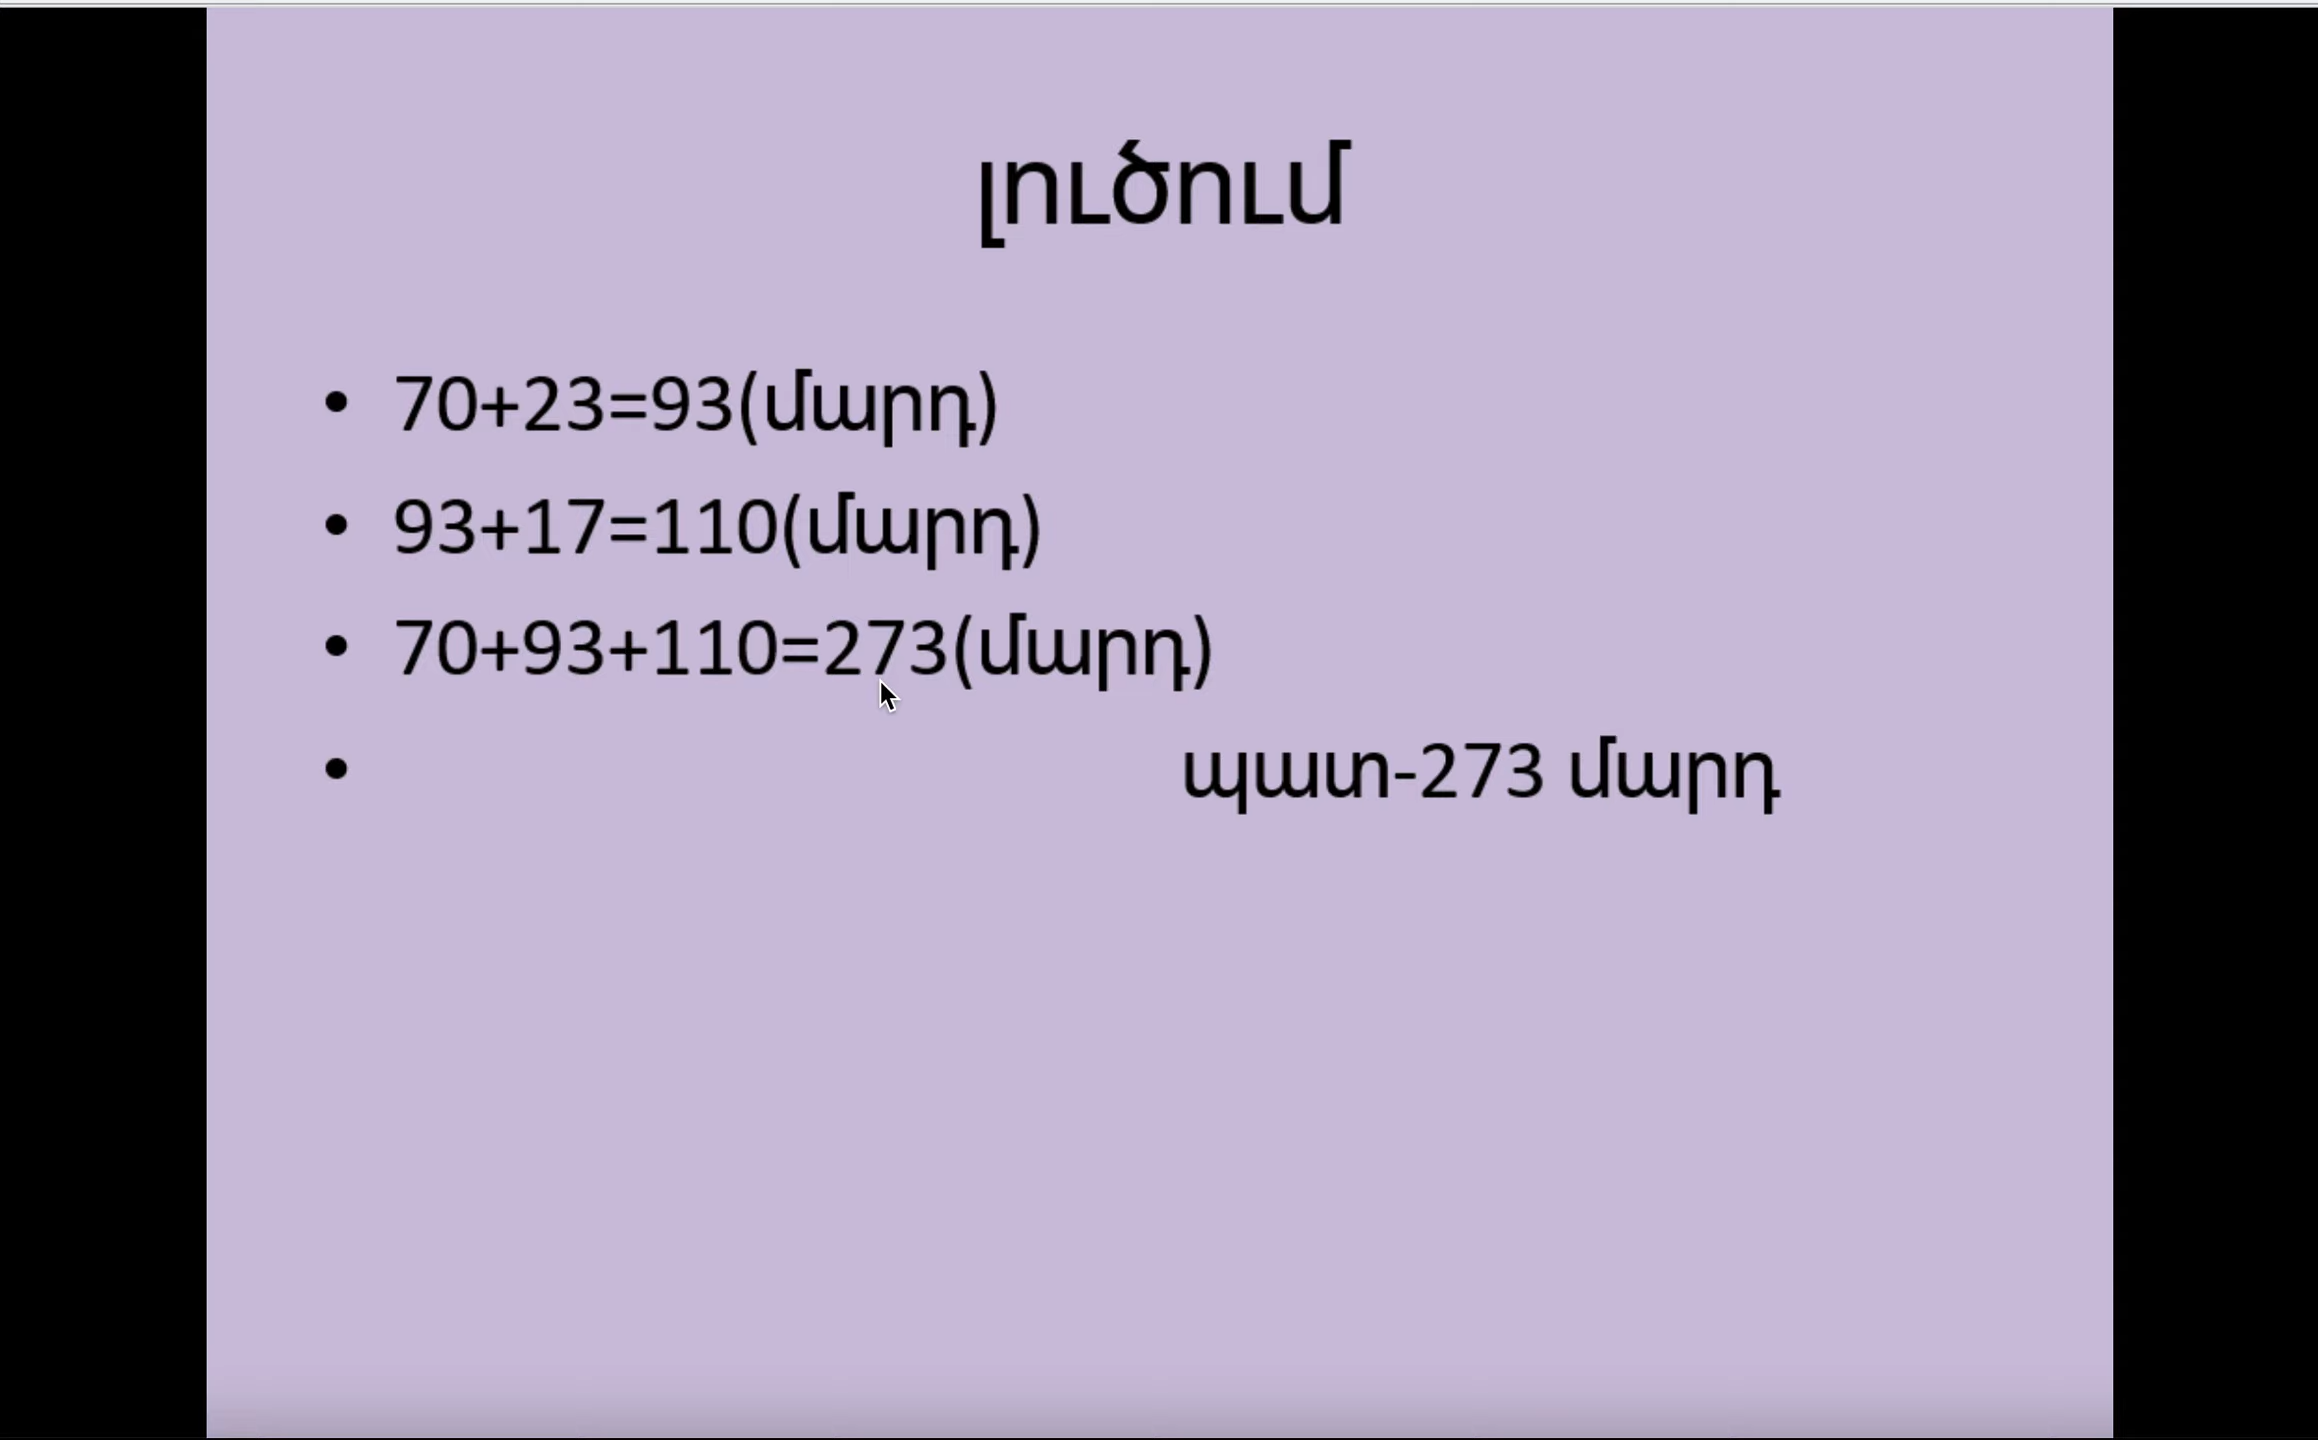 լուծում
• 70+23=93(մարդ)
• 93+17=110(մարդ)
• 70+93+110=273(մարդ)
• պատ-273 մարդ